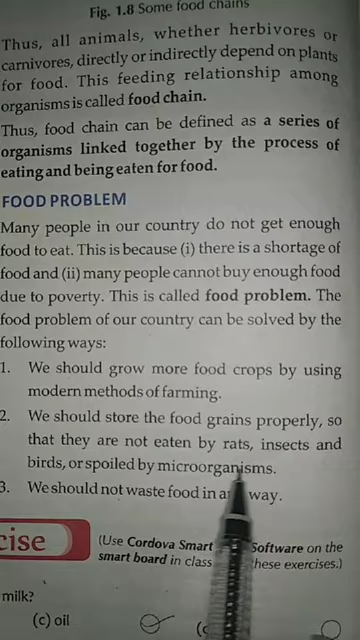 Fig. 1.8 Some food chains
Thus, all animals, whether herbivores or
carnivores, directly or indirectly depend on plants
for food. This feeding relationship among
organisms is called food chain.
Thus, food chain can be defined as a series of
organisms linked together by the process of
eating and being eaten for food.
FOOD PROBLEM
Many people in our country do not get enough
food to eat. This is because (i) there is a shortage of
food and (ii) many people cannot buy enough food
due to poverty. This is called food problem. The
food problem of our country can be solved by the
following ways:
1. We should grow more food crops by using
modern methods of farming.
2. We should store the food grains properly, so
that they are not eaten by rats, insects and
birds, or spoiled by microorganisms.
3. We should not waste food in a way.
cise
(Use Cordova Smart Software on the
smart board in class hese exercises.)
milk?
(c) oil